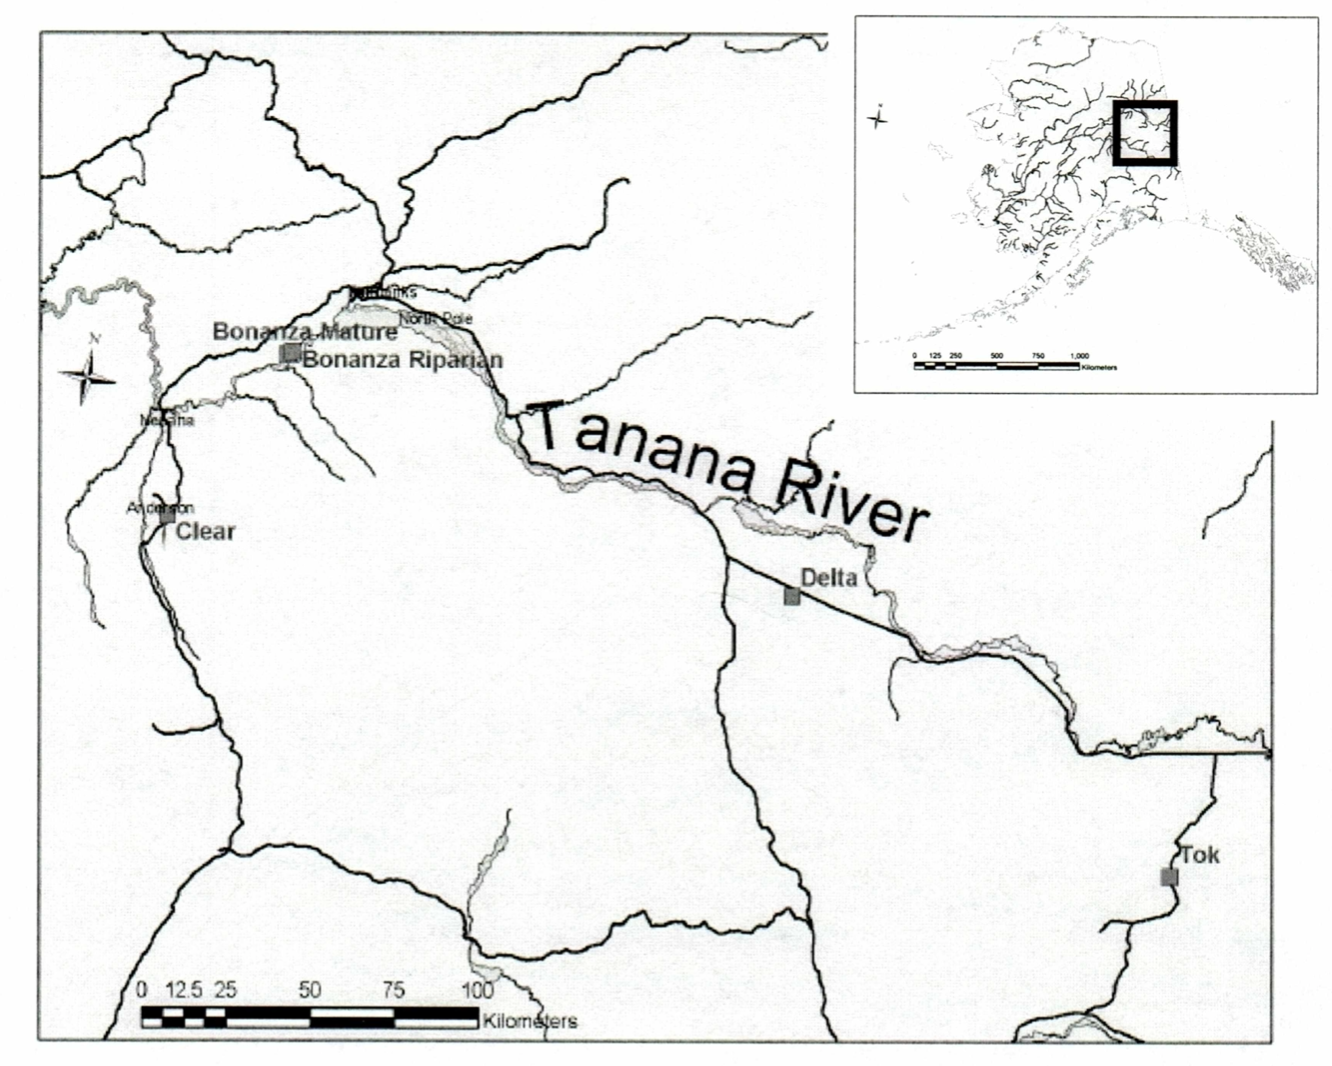 N
0 125 250 500 750 1,000
Kilometers
North Pole
Bonanza Mature
Bonanza Riparian
N
Tanana River
Nenana
Anderson
Clear
Delta
Tok
0 12.5 25 50 75 100
Kilometers